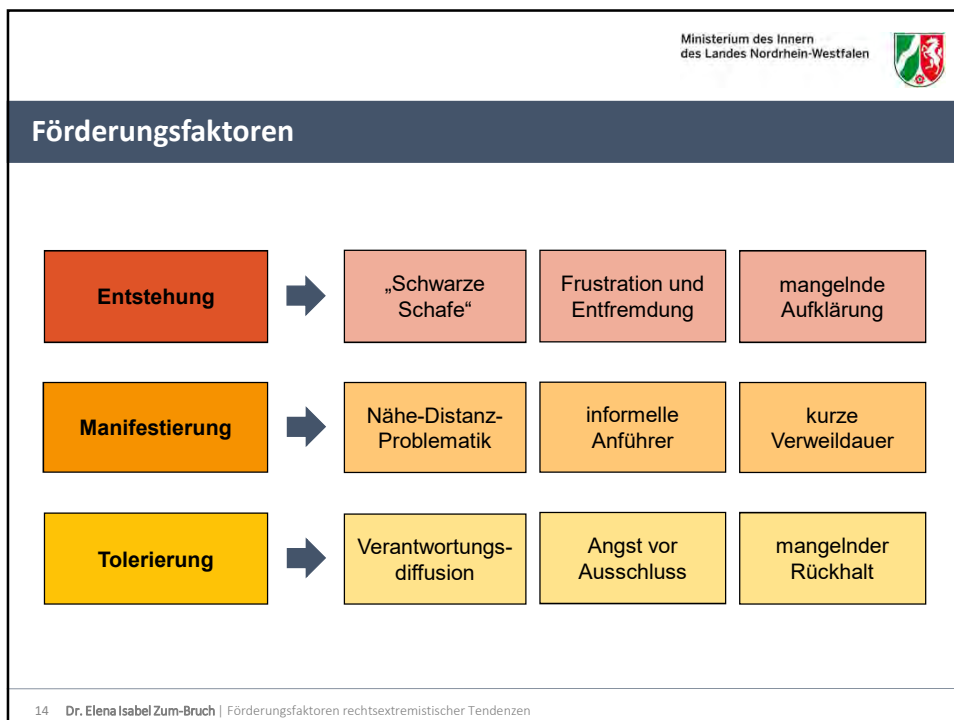 Ministerium des Innern
des Landes Nordrhein-Westfalen
Förderungsfaktoren
Entstehung
„Schwarze
Schafe“
Frustration und
Entfremdung
mangelnde
Aufklärung
Manifestierung
Nähe-Distanz-
Problematik
informelle
Anführer
kurze
Verweildauer
Tolerierung
Verantwortungs-
diffusion
Angst vor
Ausschluss
mangelnder
Rückhalt
14 Dr. Elena Isabel Zum-Bruch | Förderungsfaktoren rechtsextremistischer Tendenzen